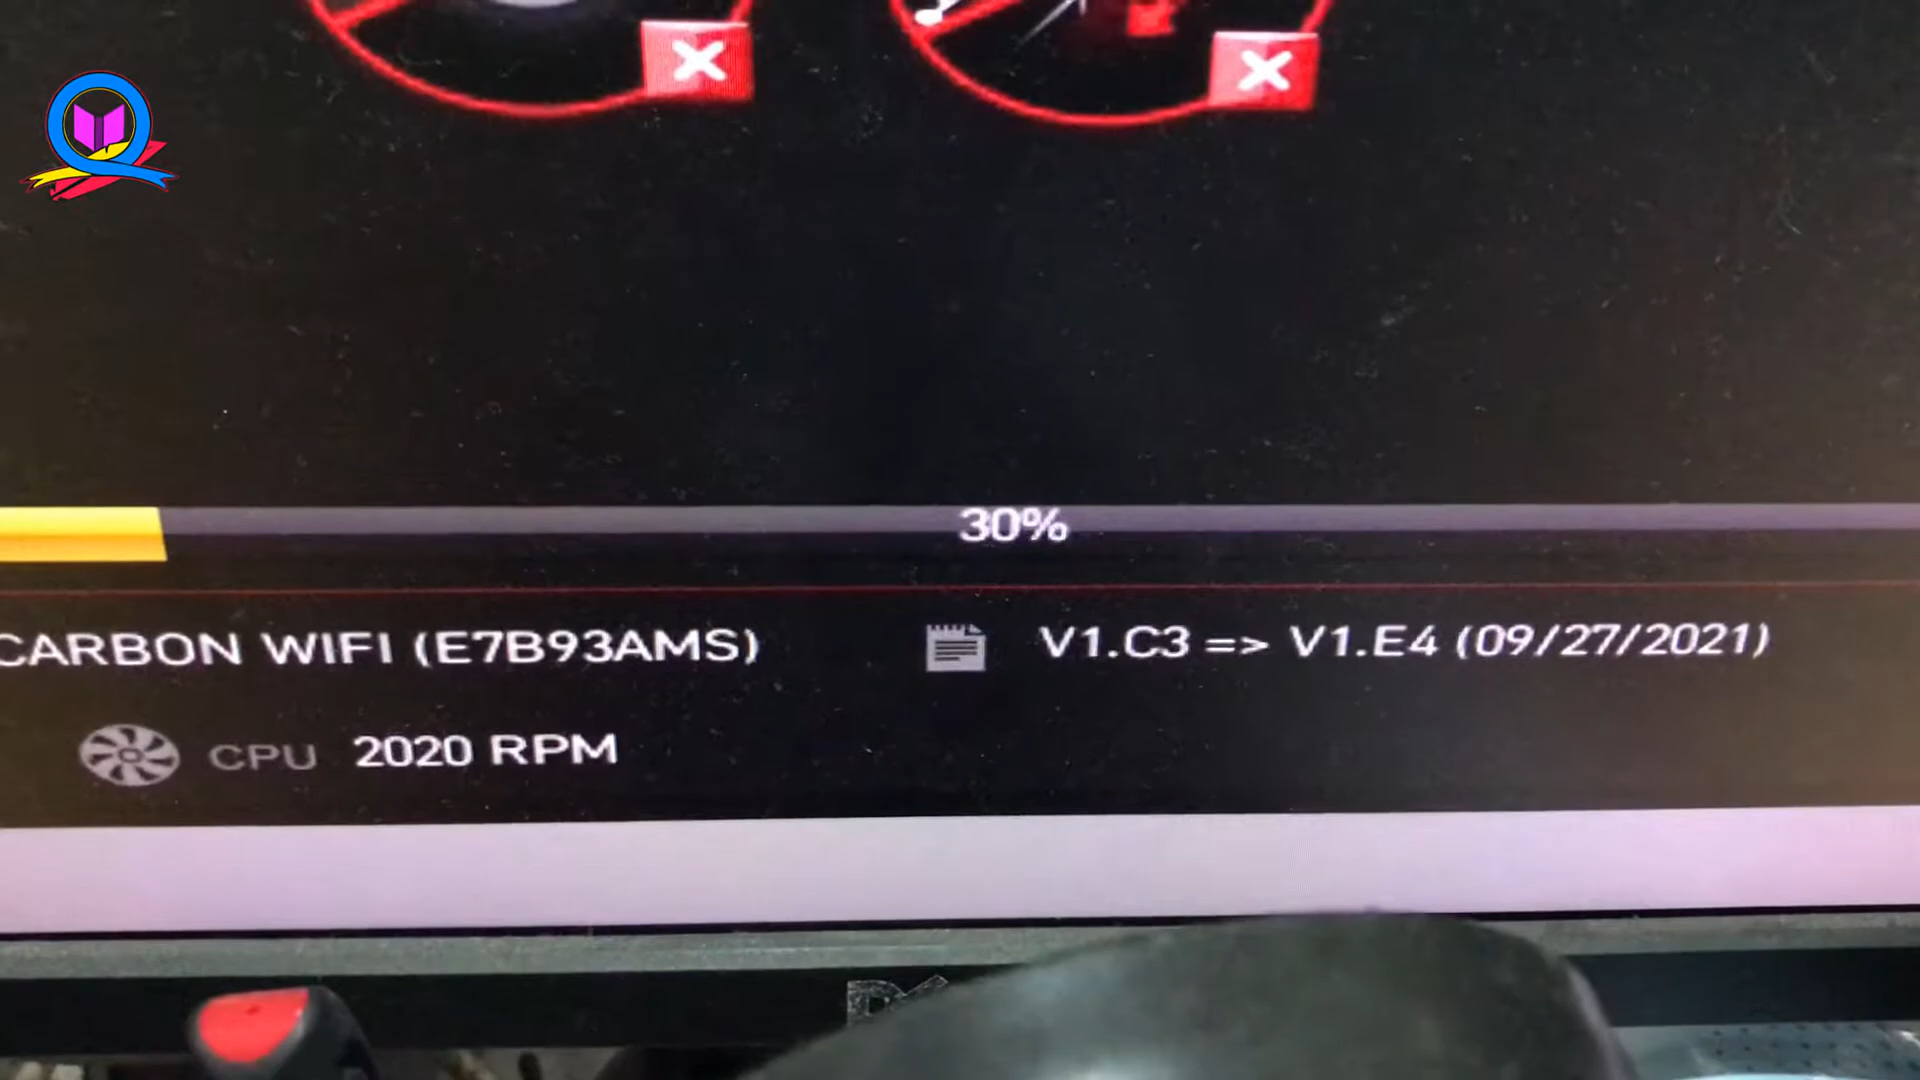 30%
CARBON WIFI (E7B93AMS)
V1.C3 => V1.E4 (09/27/2021)
CPU 2020 RPM